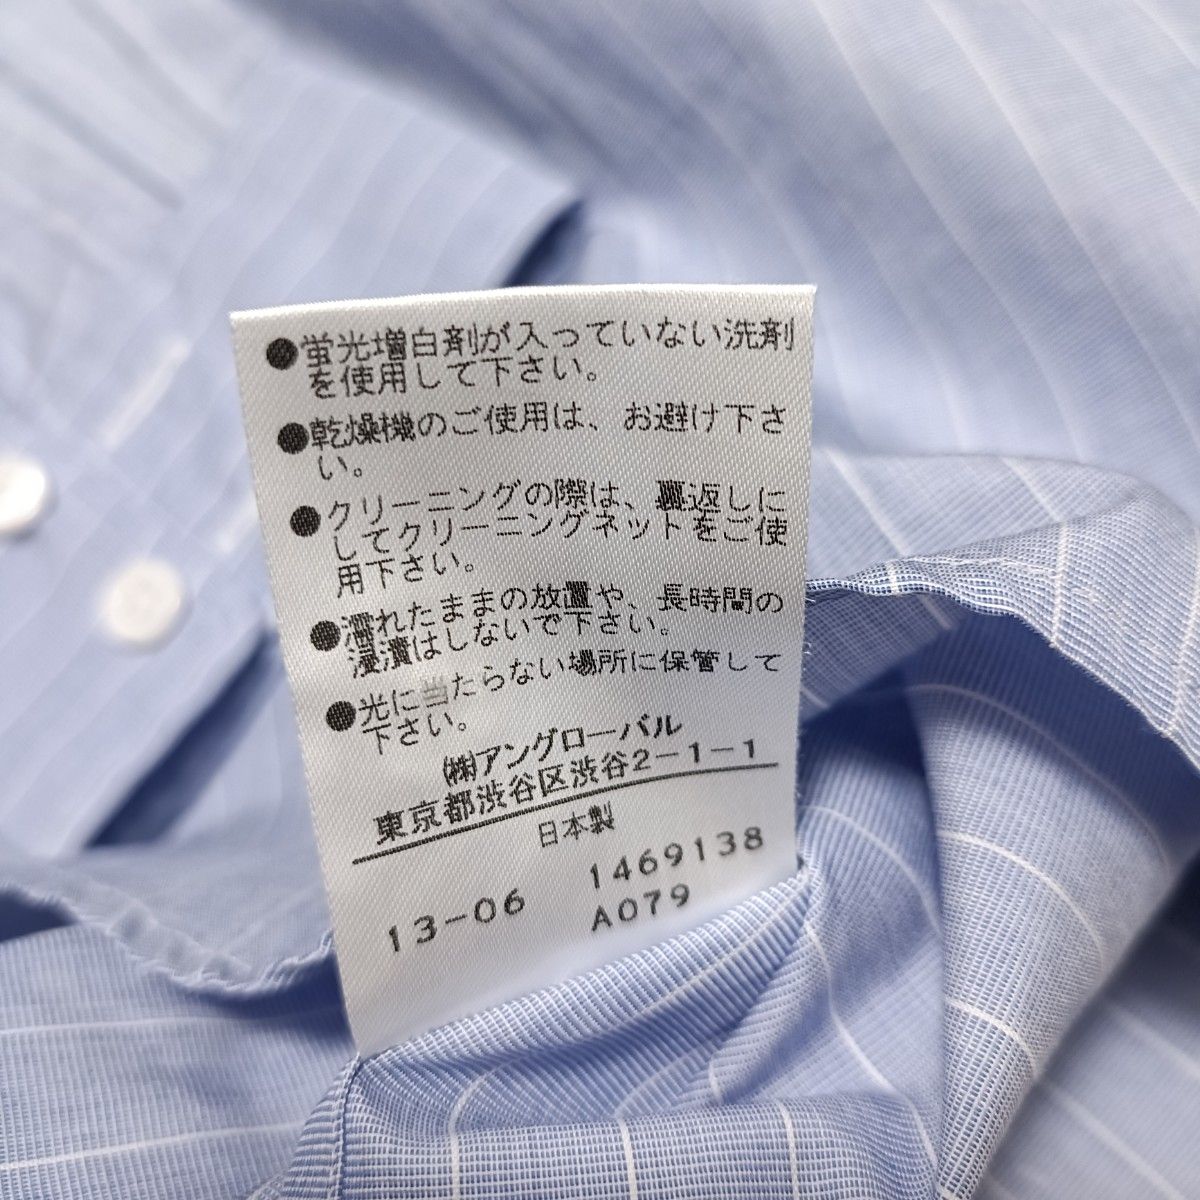 ●蛍光増白剤が入っていない洗剤
を使用して下さい。
●乾燥機のご使用は、お避け下さ
い。
●クリーニングの際は、裏返しに
してクリーニングネットをご使
用下さい。
●濡れたままの放置や、長時間の
浸漬はしないで下さい。
●光に当たらない場所に保管して
下さい。
㈱アングローバル
東京都渋谷区渋谷2-1-1
日本製
1469138
13-06 A079